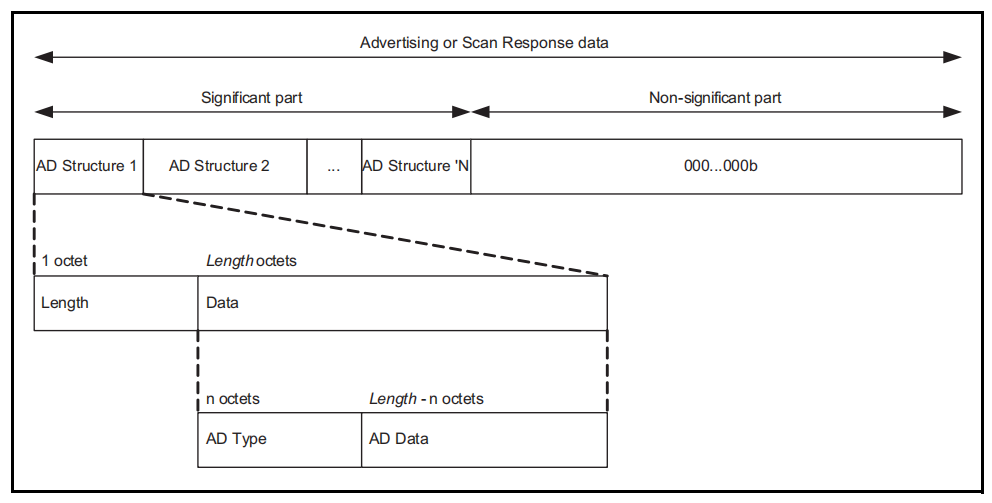 Advertising or Scan Response data
Significant part
Non-significant part
AD Structure 1
AD Structure 2
...
AD Structure 'N
000...000b
1 octet
Length octets
Length
Data
n octets
Length - n octets
AD Type
AD Data